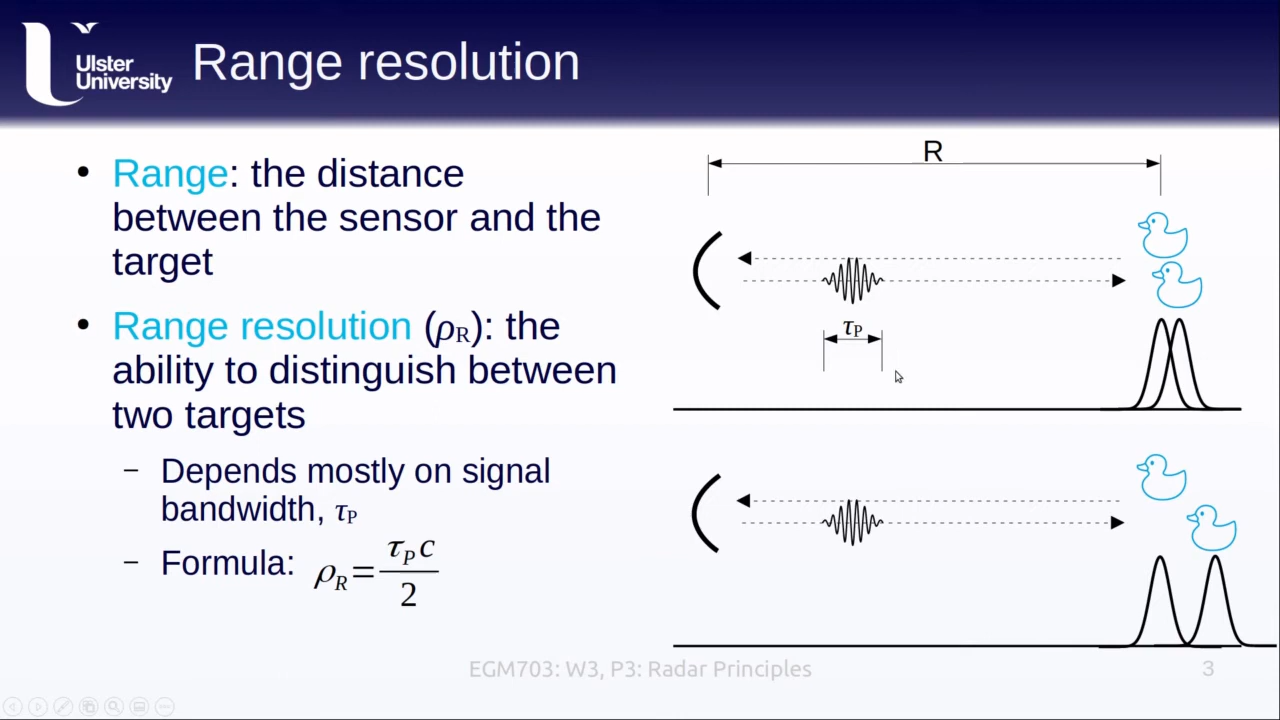 Ulster
University
Range resolution
• Range: the distance
between the sensor and the
target
• Range resolution (ρR): the
ability to distinguish between
two targets
– Depends mostly on signal
bandwidth, τP
– Formula: ρR = τP c / 2
R
τP
EGM703: W3, P3: Radar Principles
3